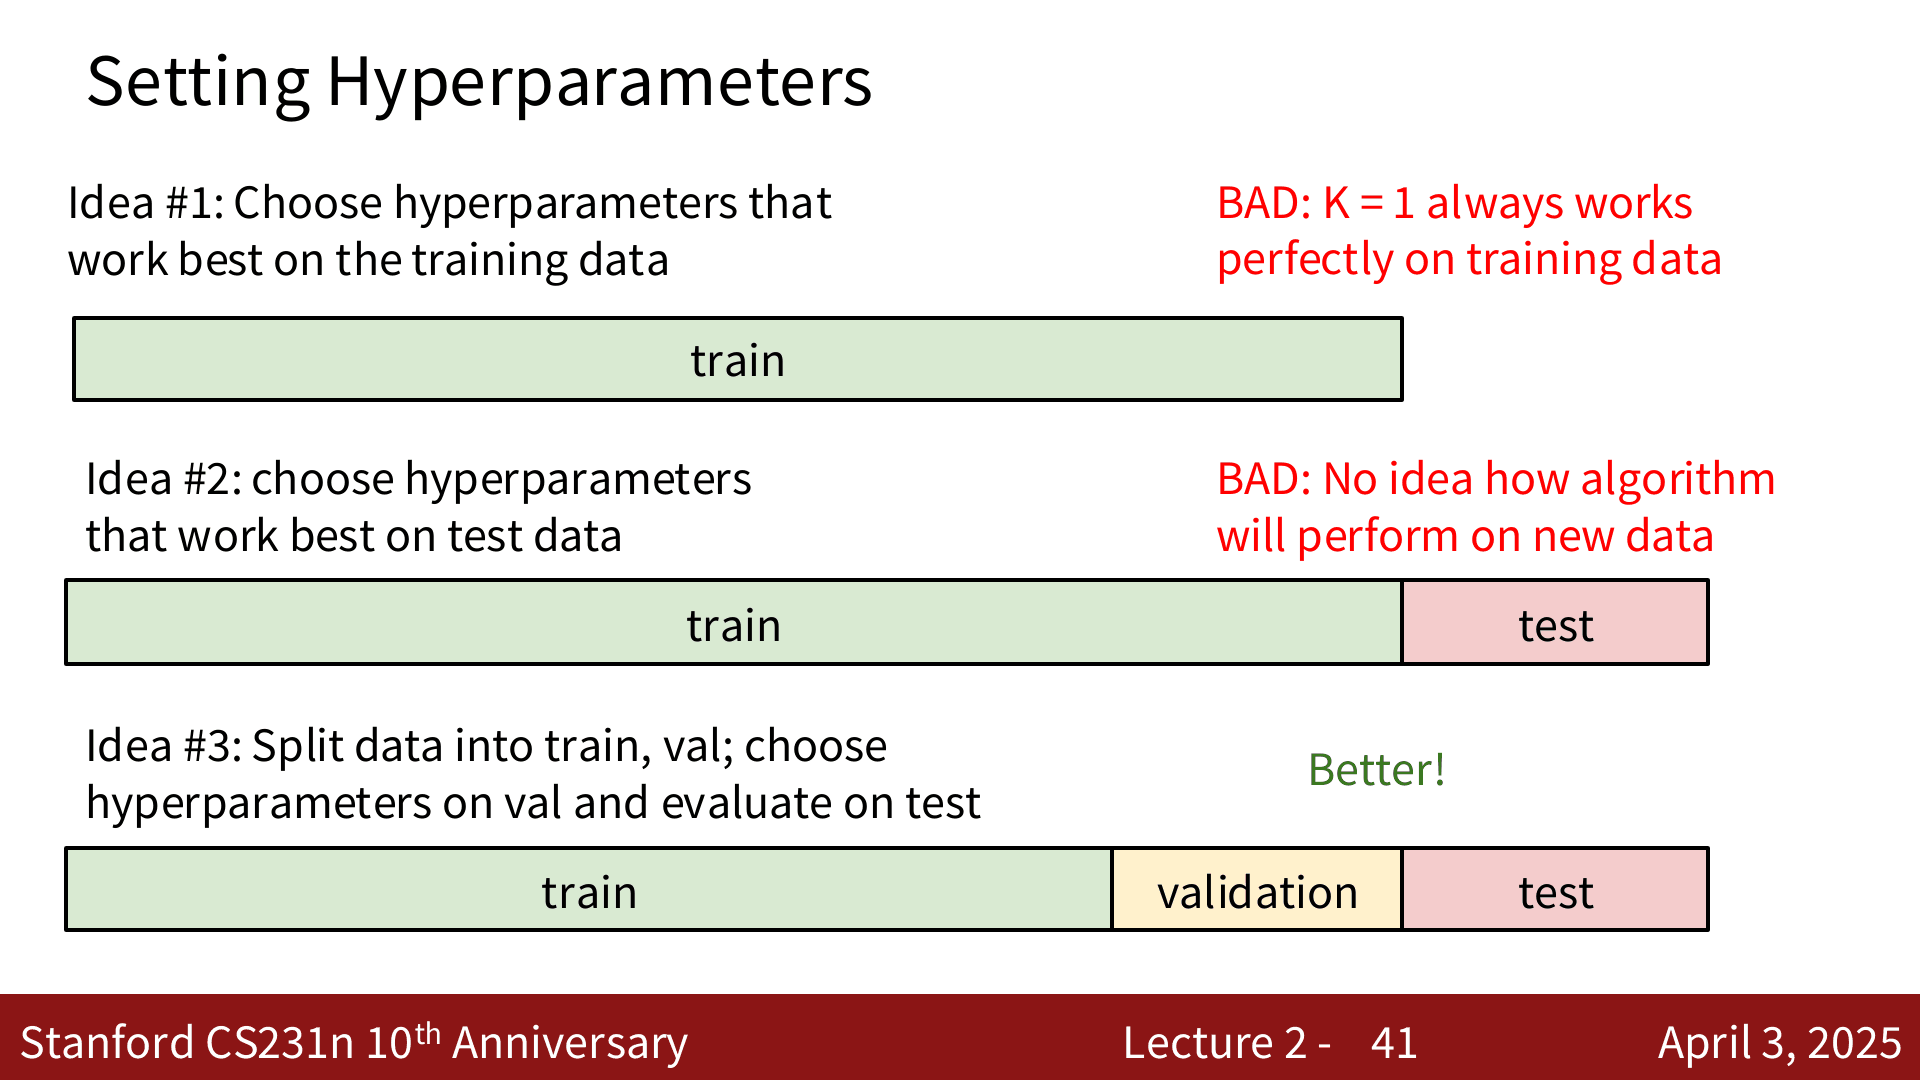 Setting Hyperparameters
Idea #1: Choose hyperparameters that
work best on the training data
BAD: K = 1 always works
perfectly on training data
train
Idea #2: choose hyperparameters
that work best on test data
BAD: No idea how algorithm
will perform on new data
train
test
Idea #3: Split data into train, val; choose
hyperparameters on val and evaluate on test
Better!
train
validation
test
Stanford CS231n 10th Anniversary
Lecture 2 - 41
April 3, 2025